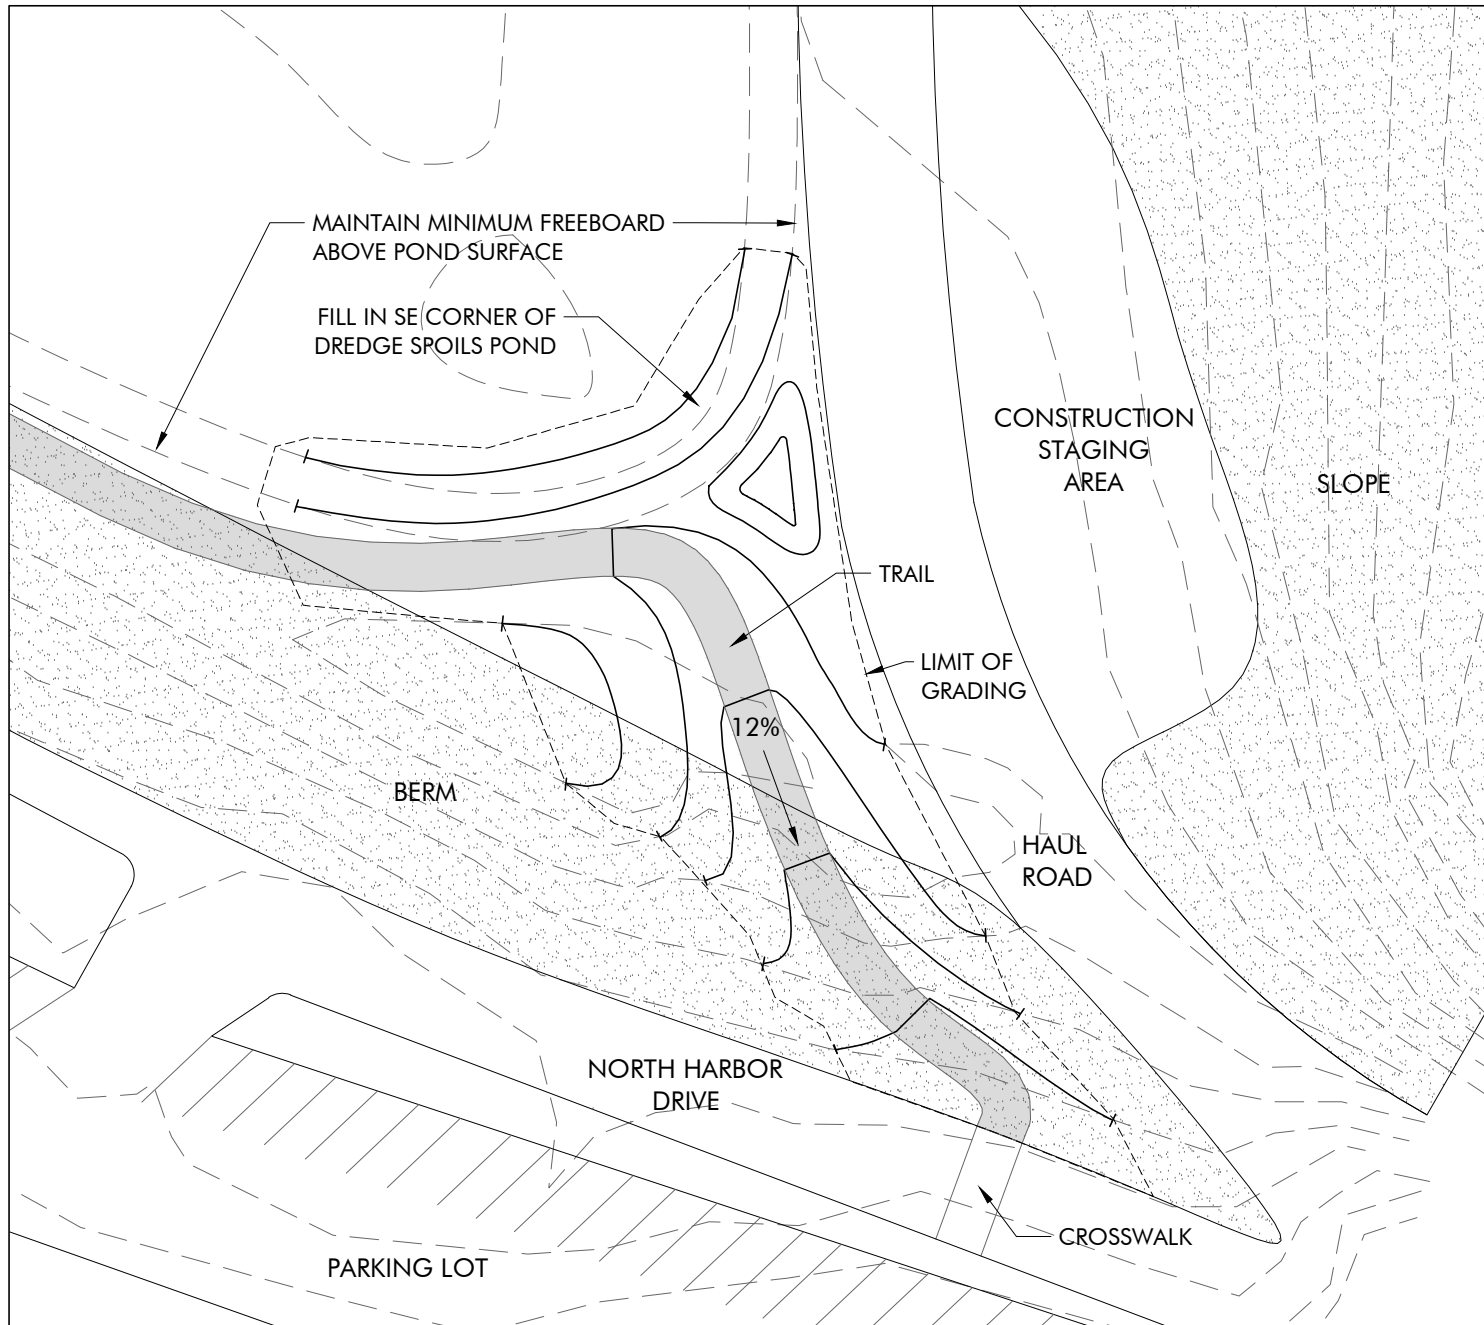 MAINTAIN MINIMUM FREEBOARD
ABOVE POND SURFACE
FILL IN SE CORNER OF
DREDGE SPOILS POND
CONSTRUCTION
STAGING
AREA
SLOPE
TRAIL
LIMIT OF
GRADING
12%
BERM
HAUL
ROAD
NORTH HARBOR
DRIVE
CROSSWALK
PARKING LOT